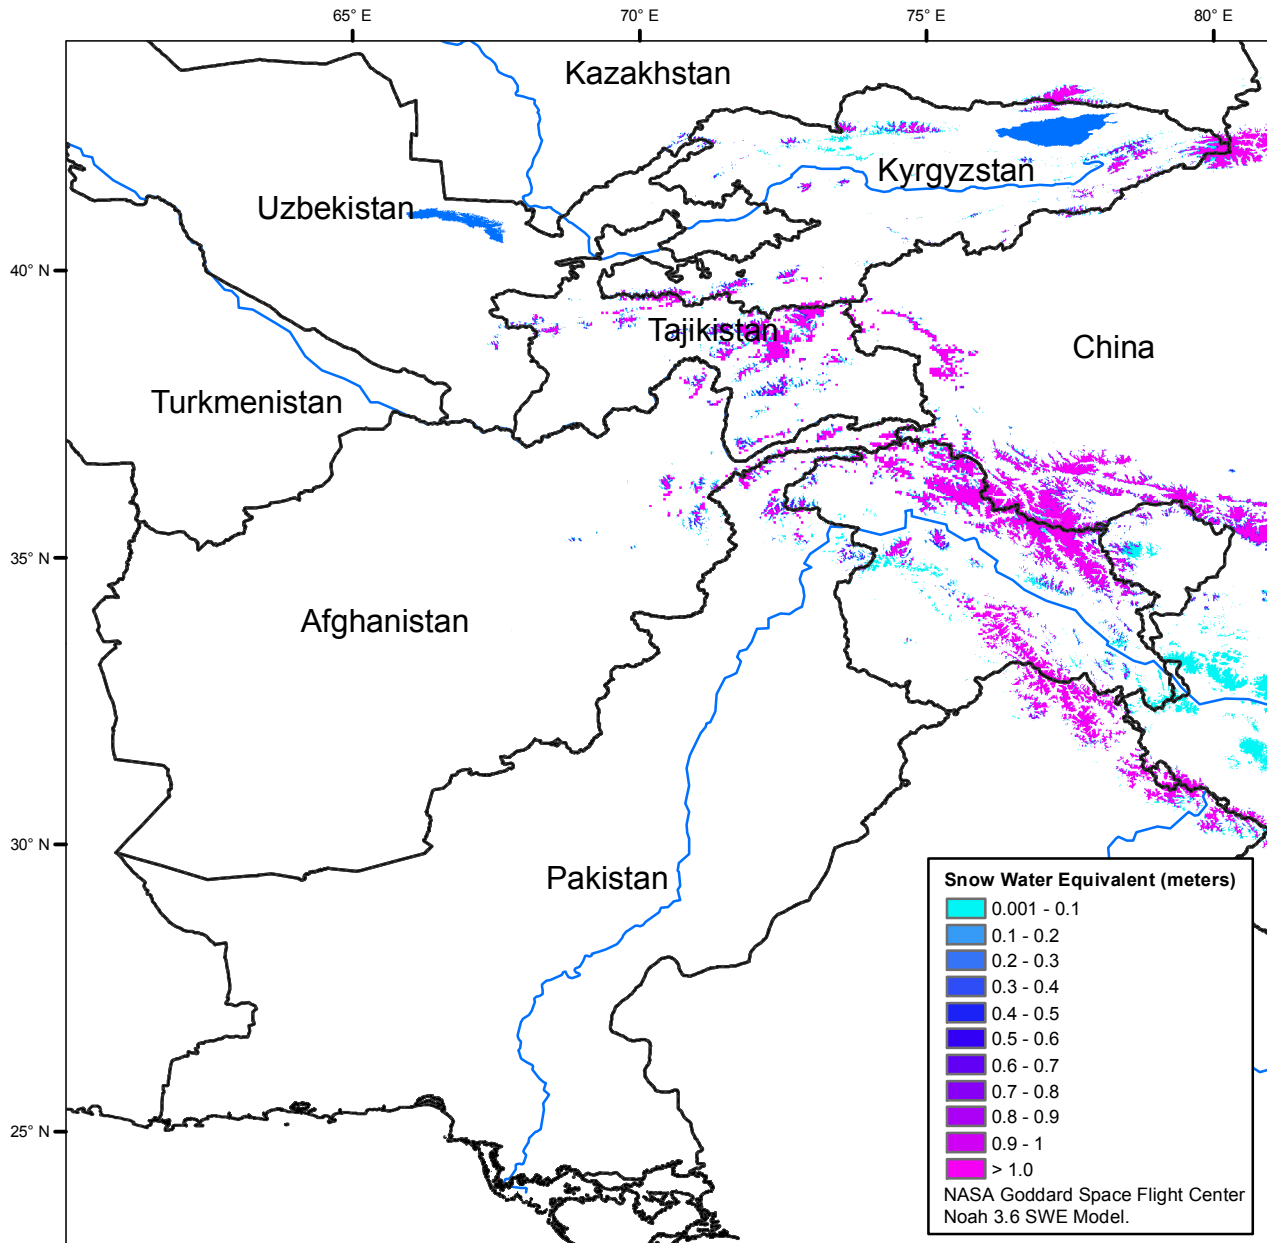 65° E
70° E
75° E
80° E
Kazakhstan
Kyrgyzstan
Uzbekistan
40° N
Tajikistan
China
Turkmenistan
35° N
Afghanistan
30° N
Pakistan
Snow Water Equivalent (meters)
0.001 - 0.1
0.1 - 0.2
0.2 - 0.3
0.3 - 0.4
0.4 - 0.5
0.5 - 0.6
0.6 - 0.7
0.7 - 0.8
0.8 - 0.9
0.9 - 1
> 1.0
25° N
NASA Goddard Space Flight Center
Noah 3.6 SWE Model.